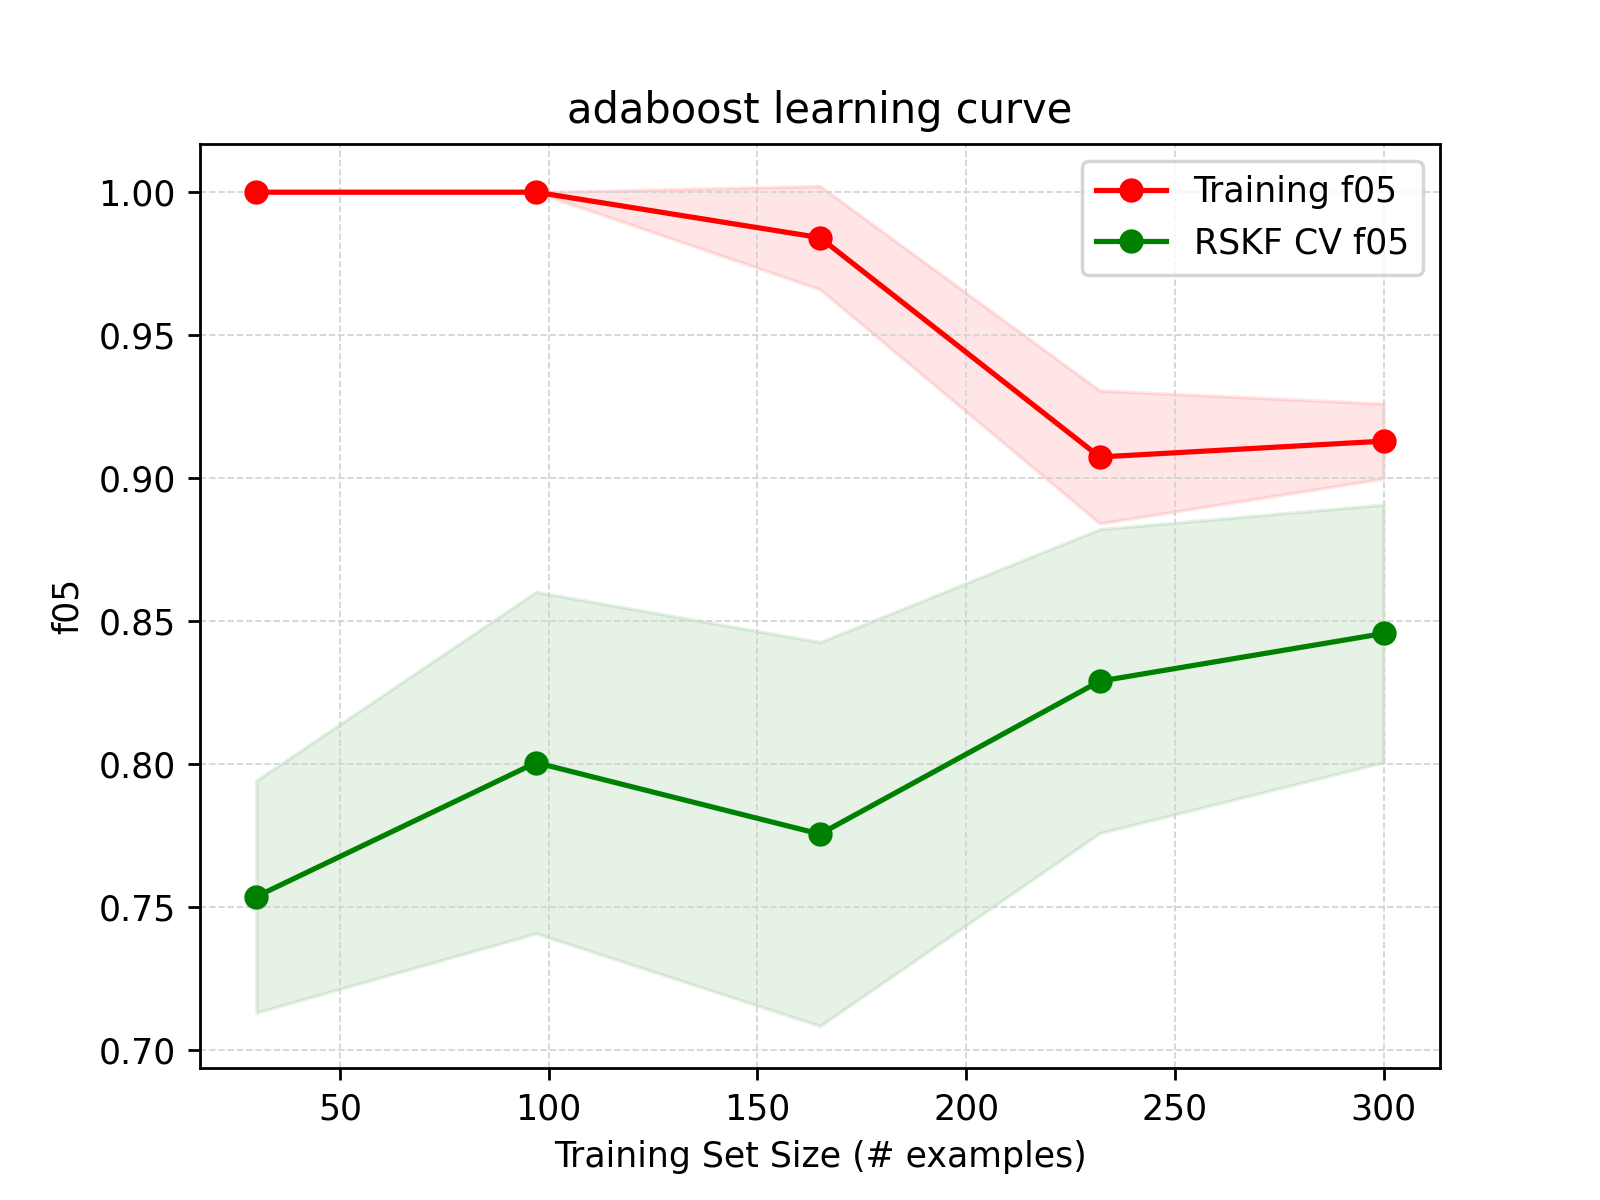 adaboost learning curve
Training f05
RSKF CV f05
1.00
0.95
0.90
0.85
0.80
0.75
0.70
f05
50 100 150 200 250 300
Training Set Size (# examples)